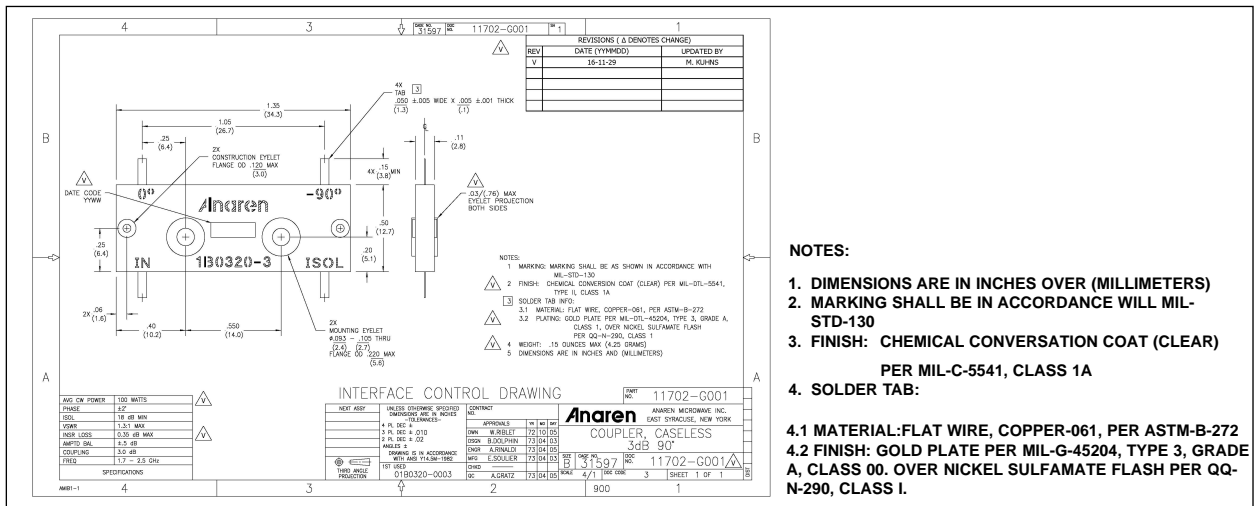 4 3 CAGE NO. 31597 DOC NO. 11702-G001 SH 1 1
REVISIONS ( Δ DENOTES CHANGE)
REV DATE (YYMMDD) UPDATED BY
V 16-11-29 M. KUHNS
V
4X
TAB 3
.050 ±.005 WIDE X .005 ±.001 THICK
(1.3) (.1)
1.35
(34.3)
1.05
(26.7)
.25
(6.4)
2X
CONSTRUCTION EYELET
FLANGE OD .120 MAX
(3.0)
4X .15 MIN
(3.8)
.11
(2.8)
B B
V
DATE CODE
YYWW
0° -90°
Anaren
1B0320-3
IN ISOL
V
.03/(.76) MAX
EYELET PROJECTION
BOTH SIDES
.50
(12.7)
.20
(5.1)
.25
(6.4)
2X .06
(1.6)
.40
(10.2)
.550
(14.0)
2X
MOUNTING EYELET
ø.093 - .105 THRU
(2.4) (2.7)
FLANGE OD .220 MAX
(5.6)
NOTES:
1 MARKING: MARKING SHALL BE AS SHOWN IN ACCORDANCE WITH
MIL-STD-130
V 2 FINISH: CHEMICAL CONVERSION COAT (CLEAR) PER MIL-DTL-5541,
TYPE II, CLASS 1A
3 SOLDER TAB INFO:
3.1 MATERIAL: FLAT WIRE, COPPER-061, PER ASTM-B-272
V 3.2 PLATING: GOLD PLATE PER MIL-DTL-45204, TYPE 3, GRADE A,
CLASS 1, OVER NICKEL SULFAMATE FLASH
PER QQ-N-290, CLASS 1
V 4 WEIGHT: .15 OUNCES MAX (4.25 GRAMS)
5 DIMENSIONS ARE IN INCHES AND (MILLIMETERS)
A A
AVG CW POWER 100 WATTS V
PHASE ±2°
ISOL 18 dB MIN
VSWR 1.3:1 MAX
INSR LOSS 0.35 dB MAX V
AMPTD BAL ±.5 dB
COUPLING 3.0 dB
FREQ 1.7 - 2.5 GHz
SPECIFICATIONS
INTERFACE CONTROL DRAWING
PART NO. 11702-G001
NEXT ASSY
UNLESS OTHERWISE SPECIFIED
DIMENSIONS ARE IN INCHES
-TOLERANCES-
4 PL DEC ±
3 PL DEC ± .010
2 PL DEC ± .02
ANGLES ±
DRAWING IS IN ACCORDANCE
WITH ANSI Y14.5M-1982
THIRD ANGLE
PROJECTION
1ST USED
01B0320-0003
CONTRACT
NO.
APPROVALS YR MO DAY
DWN W.RIBLET 72 10 05
DSGN B.DOLPHIN 73 04 03
ENGR A.RINALDI 73 04 05
MFG E.SOULIER 73 04 03
CHKD
QC A.GRATZ 73 04 05
Anaren
ANAREN MICROWAVE INC.
EAST SYRACUSE, NEW YORK
COUPLER, CASELESS
3dB 90°
SIZE B CAGE NO. 31597 DOC NO. 11702-G001 V
SCALE 4/1 DOC CODE 3 SHEET 1 OF 1
DIST
AMIB1-1 4 3 2 900 1
NOTES:
1. DIMENSIONS ARE IN INCHES OVER (MILLIMETERS)
2. MARKING SHALL BE IN ACCORDANCE WILL MIL-
STD-130
3. FINISH: CHEMICAL CONVERSATION COAT (CLEAR)
PER MIL-C-5541, CLASS 1A
4. SOLDER TAB:
4.1 MATERIAL:FLAT WIRE, COPPER-061, PER ASTM-B-272
4.2 FINISH: GOLD PLATE PER MIL-G-45204, TYPE 3, GRADE
A, CLASS 00. OVER NICKEL SULFAMATE FLASH PER QQ-
N-290, CLASS I.